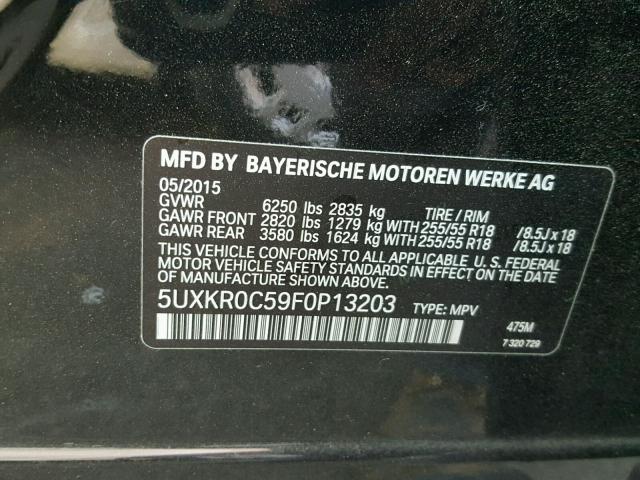 MFD BY BAYERISCHE MOTOREN WERKE AG
05/2015
GVWR 6250 lbs 2835 kg TIRE / RIM
GAWR FRONT 2820 lbs 1279 kg WITH 255/55 R18 /8.5J x 18
GAWR REAR 3580 lbs 1624 kg WITH 255/55 R18 /8.5J x 18
THIS VEHICLE CONFORMS TO ALL APPLICABLE U.S. FEDERAL
MOTOR VEHICLE SAFETY STANDARDS IN EFFECT ON THE DATE
OF MANUFACTURE SHOWN ABOVE.
5UXKR0C59F0P13203 TYPE: MPV
475M
7 320 729